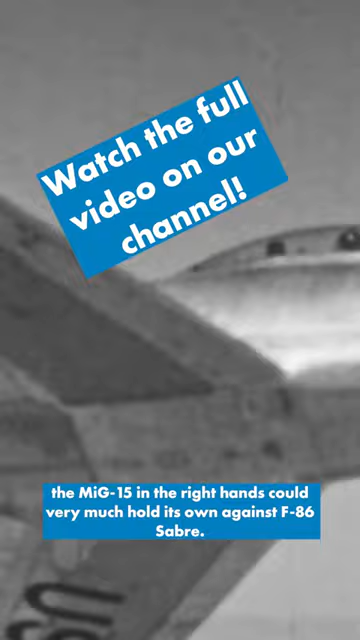 Watch the full
video on our
channel!
the MiG-15 in the right hands could
very much hold its own against F-86
Sabre.